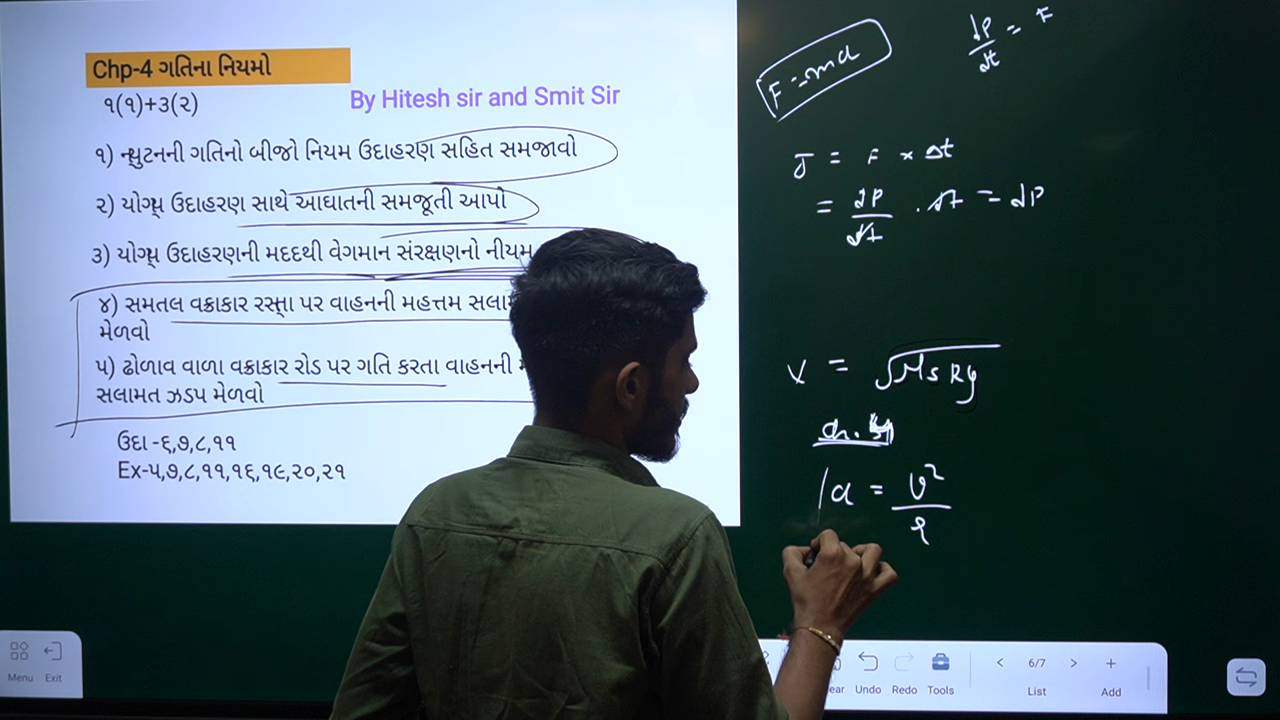 Chp-4 ગતિના નિયમો
૧(૧)+૩(૨)
By Hitesh sir and Smit Sir
૧) ન્યુટનની ગતિનો બીજો નિયમ ઉદાહરણ સહિત સમજાવો
૨) યોગ્ય ઉદાહરણ સાથે આઘાતની સમજૂતી આપો
૩) યોગ્ય ઉદાહરણની મદદથી વેગમાન સંરક્ષણનો નીયમ
૪) સમતલ વક્રાકાર રસ્તા પર વાહનની મહત્તમ
મેળવો
૫) ઢોળાવ વાળા વક્રાકાર રોડ પર ગતિ કરતા વાહનની
સલામત ઝડપ મેળવો
ઉદા -૬,૭,૮,૧૧
Ex-૫,૭,૮,૧૧,૧૬,૧૯,૨૦,૨૧
F = ma
dP/dt = F
J = F × Δt
= dP/dt . dt = dP
V = √μs Rg
ch.
a = v²/r
Menu Exit
Undo Redo Tools
< 6/7 > +
List Add